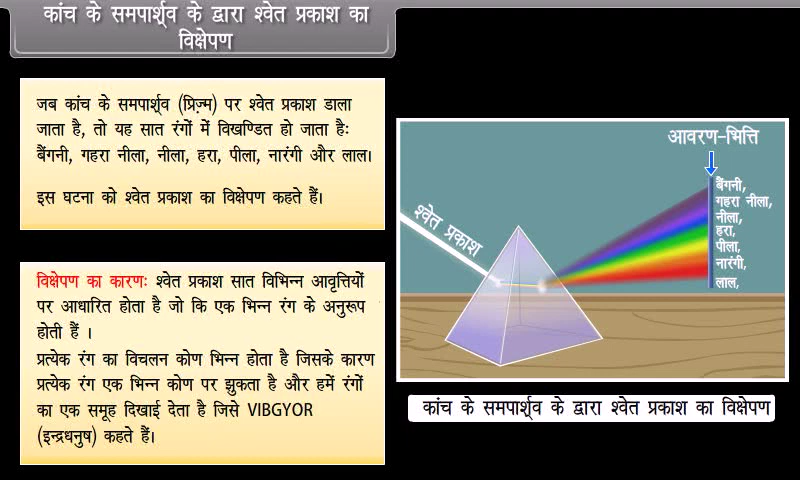 कांच के समपार्श्व के द्वारा श्वेत प्रकाश का
विक्षेपण
जब कांच के समपार्श्व (प्रिज़्म) पर श्वेत प्रकाश डाला
जाता है, तो यह सात रंगों में विखण्डित हो जाता है:
बैंगनी, गहरा नीला, नीला, हरा, पीला, नारंगी और लाल।
इस घटना को श्वेत प्रकाश का विक्षेपण कहते हैं।
विक्षेपण का कारण: श्वेत प्रकाश सात विभिन्न आवृत्तियों
पर आधारित होता है जो कि एक भिन्न रंग के अनुरूप
होती हैं ।
प्रत्येक रंग का विचलन कोण भिन्न होता है जिसके कारण
प्रत्येक रंग एक भिन्न कोण पर झुकता है और हमें रंगों
का एक समूह दिखाई देता है जिसे VIBGYOR
(इन्द्रधनुष) कहते हैं।
आवरण-भित्ति
श्वेत प्रकाश
बैंगनी,
गहरा नीला,
नीला,
हरा,
पीला,
नारंगी,
लाल,
कांच के समपार्श्व के द्वारा श्वेत प्रकाश का विक्षेपण